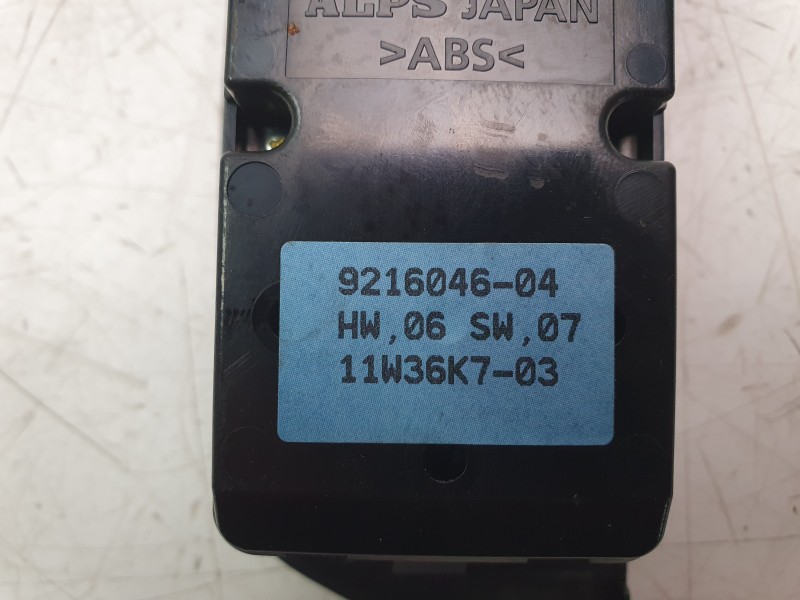 ALPS JAPAN
>ABS<
9216046-04
HW,06 SW,07
11W36K7-03